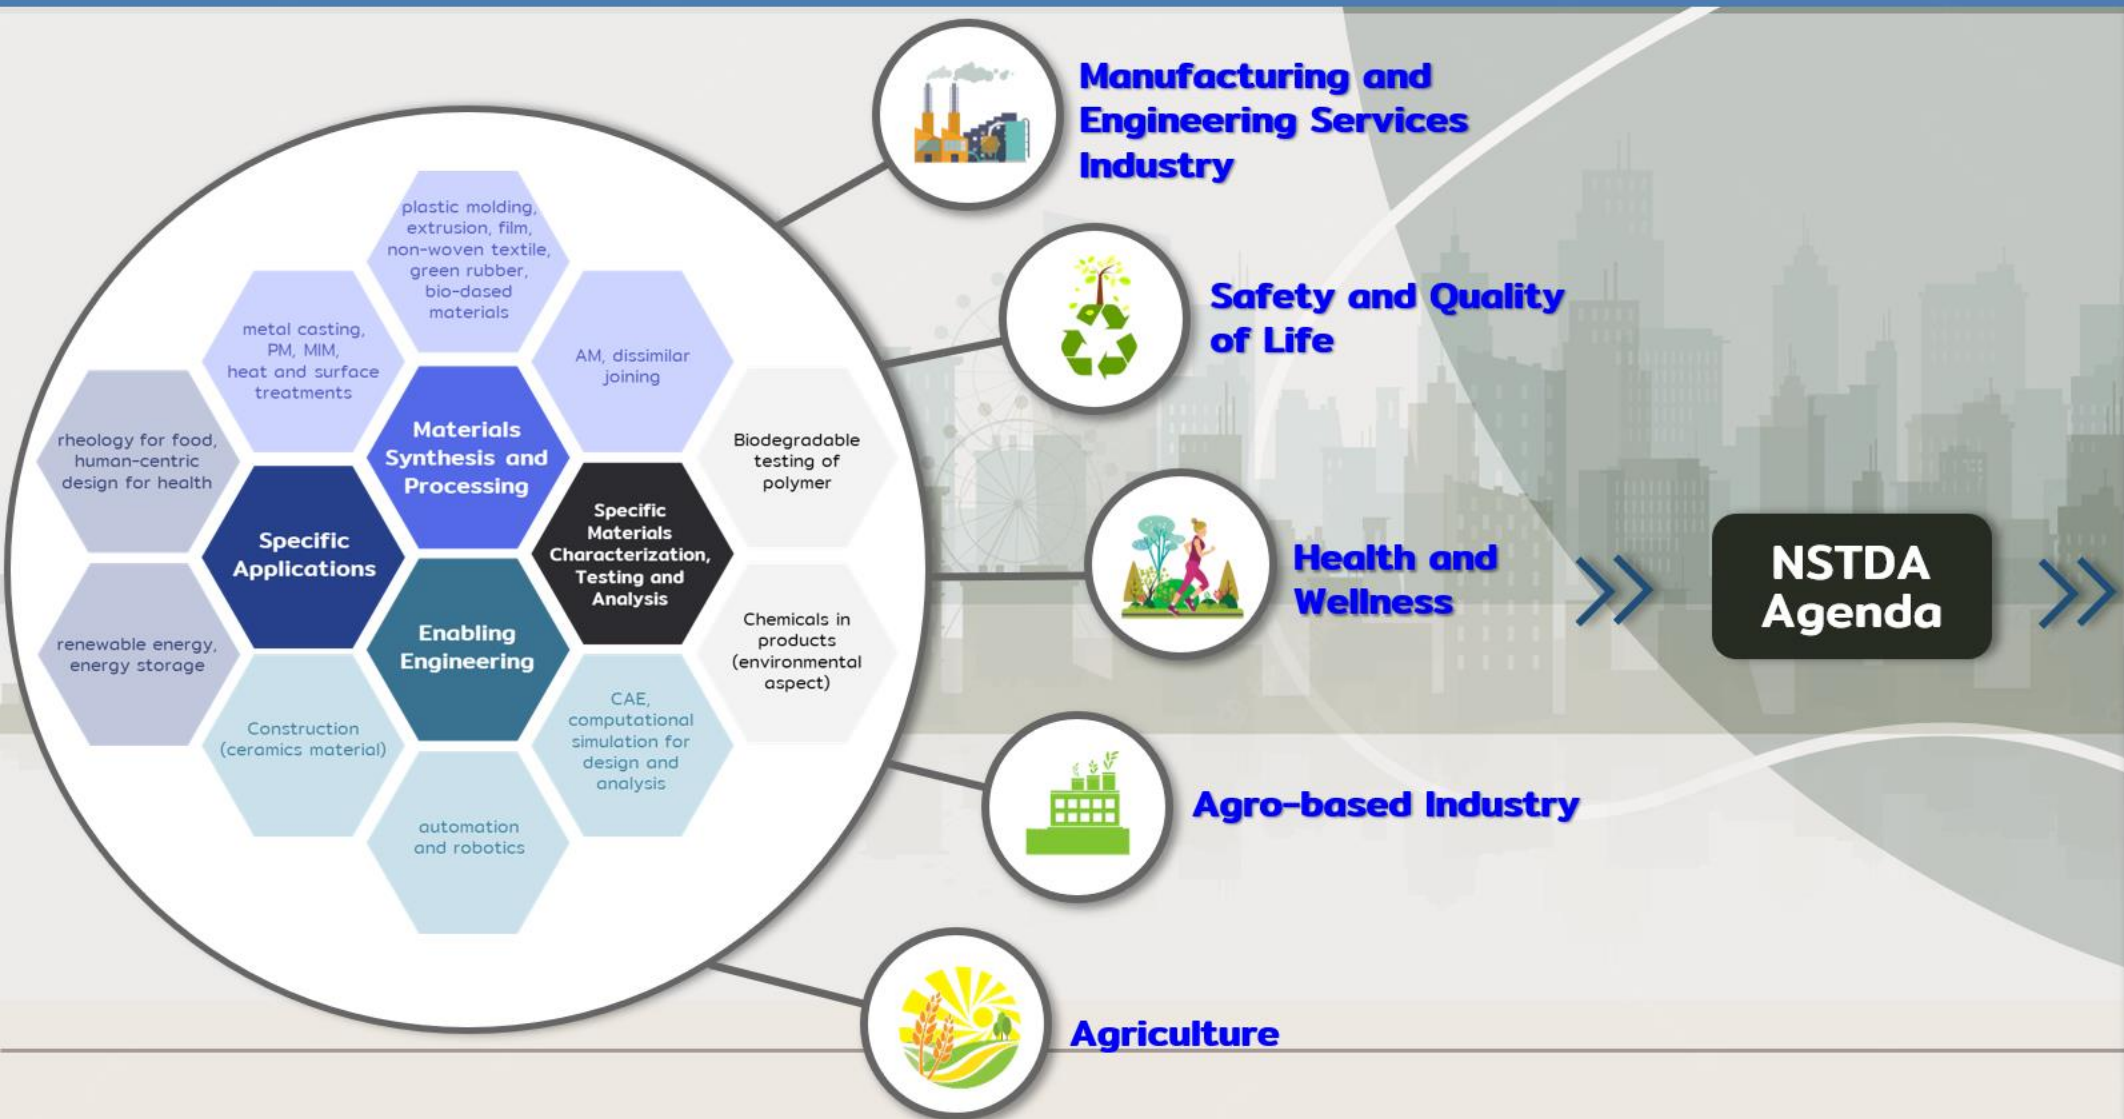 plastic molding,
extrusion, film,
non-woven textile,
green rubber,
bio-dased
materials
metal casting,
PM, MIM,
heat and surface
treatments
AM, dissimilar
joining
rheology for food,
human-centric
design for health
Materials
Synthesis and
Processing
Biodegradable
testing of
polymer
Specific
Applications
Specific
Materials
Characterization,
Testing and
Analysis
renewable energy,
energy storage
Enabling
Engineering
Chemicals in
products
(environmental
aspect)
Construction
(ceramics material)
CAE,
computational
simulation for
design and
analysis
automation
and robotics
Manufacturing and
Engineering Services
Industry
Safety and Quality
of Life
Health and
Wellness
Agro-based Industry
Agriculture
NSTDA
Agenda